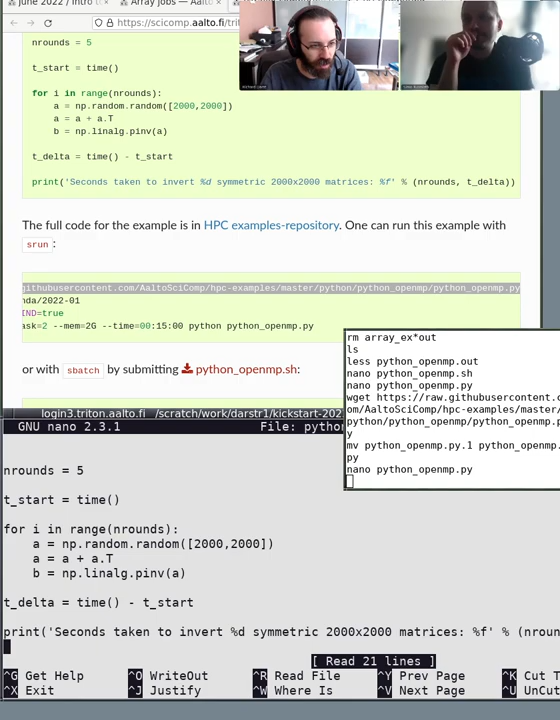 June 2022 / Intro t
Array jobs — Aalto
https://scicomp.aalto.fi/trit
nrounds = 5
t_start = time()
for i in range(nrounds):
a = np.random.random([2000,2000])
a = a + a.T
b = np.linalg.pinv(a)
t_delta = time() - t_start
print('Seconds taken to invert %d symmetric 2000x2000 matrices: %f' % (nrounds, t_delta))
The full code for the example is in HPC examples-repository. One can run this example with
srun :
githubusercontent.com/AaltoSciComp/hpc-examples/master/python/python_openmp/python_openmp.py
nda/2022-01
IND=true
ask=2 --mem=2G --time=00:15:00 python python_openmp.py
or with sbatch by submitting python_openmp.sh:
rm array_ex*out
ls
less python_openmp.out
nano python_openmp.sh
nano python_openmp.py
wget https://raw.githubusercontent.c
om/AaltoSciComp/hpc-examples/master/
python/python_openmp/python_openmp.p
y
mv python_openmp.py.1 python_openmp.
py
nano python_openmp.py
login3.triton.aalto.fi /scratch/work/darstr1/kickstart-202
GNU nano 2.3.1 File: python
nrounds = 5
t_start = time()
for i in range(nrounds):
a = np.random.random([2000,2000])
a = a + a.T
b = np.linalg.pinv(a)
t_delta = time() - t_start
print('Seconds taken to invert %d symmetric 2000x2000 matrices: %f' % (nroun
[ Read 21 lines ]
^G Get Help ^O WriteOut ^R Read File ^Y Prev Page ^K Cut T
^X Exit ^J Justify ^W Where Is ^V Next Page ^U UnCut